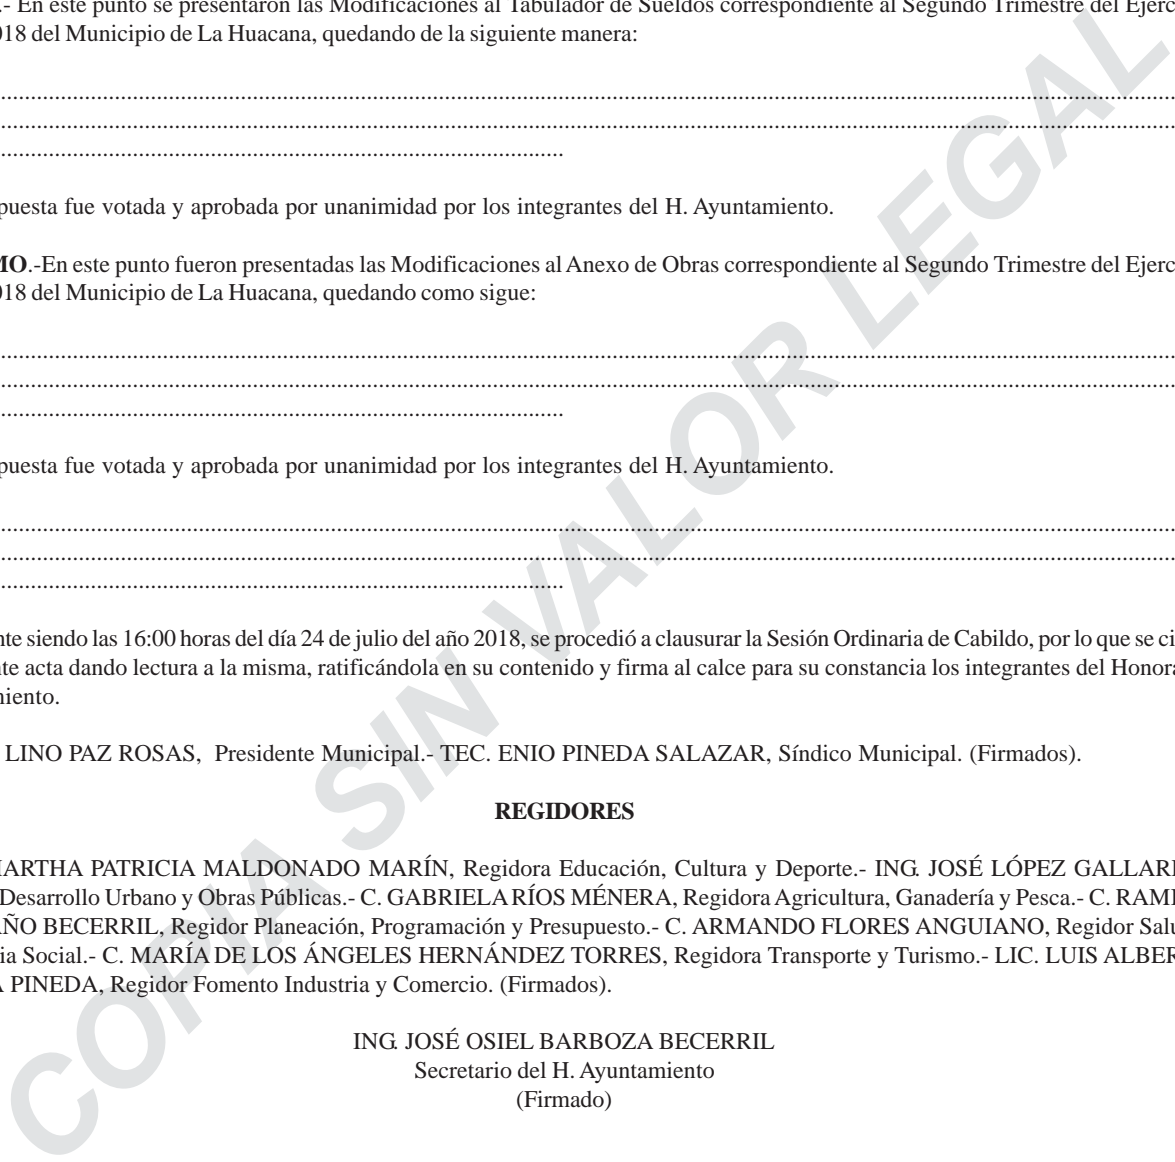 .- En este punto se presentaron las Modificaciones al Tabulador de Sueldos correspondiente al Segundo Trimestre del Ejerc
018 del Municipio de La Huacana, quedando de la siguiente manera:
....................................................................................................
....................................................................................................
..................................................
puesta fue votada y aprobada por unanimidad por los integrantes del H. Ayuntamiento.
MO.-En este punto fueron presentadas las Modificaciones al Anexo de Obras correspondiente al Segundo Trimestre del Ejerc
018 del Municipio de La Huacana, quedando como sigue:
....................................................................................................
....................................................................................................
..................................................
puesta fue votada y aprobada por unanimidad por los integrantes del H. Ayuntamiento.
....................................................................................................
....................................................................................................
..................................................
nte siendo las 16:00 horas del día 24 de julio del año 2018, se procedió a clausurar la Sesión Ordinaria de Cabildo, por lo que se ci
nte acta dando lectura a la misma, ratificándola en su contenido y firma al calce para su constancia los integrantes del Honora
miento.
LINO PAZ ROSAS, Presidente Municipal.- TEC. ENIO PINEDA SALAZAR, Síndico Municipal. (Firmados).
REGIDORES
MARTHA PATRICIA MALDONADO MARÍN, Regidora Educación, Cultura y Deporte.- ING. JOSÉ LÓPEZ GALLAR
Desarrollo Urbano y Obras Públicas.- C. GABRIELA RÍOS MÉNERA, Regidora Agricultura, Ganadería y Pesca.- C. RAM
AÑO BECERRIL, Regidor Planeación, Programación y Presupuesto.- C. ARMANDO FLORES ANGUIANO, Regidor Salu
ia Social.- C. MARÍA DE LOS ÁNGELES HERNÁNDEZ TORRES, Regidora Transporte y Turismo.- LIC. LUIS ALBER
A PINEDA, Regidor Fomento Industria y Comercio. (Firmados).
ING. JOSÉ OSIEL BARBOZA BECERRIL
Secretario del H. Ayuntamiento
(Firmado)
COPIA SIN VALOR LEGAL